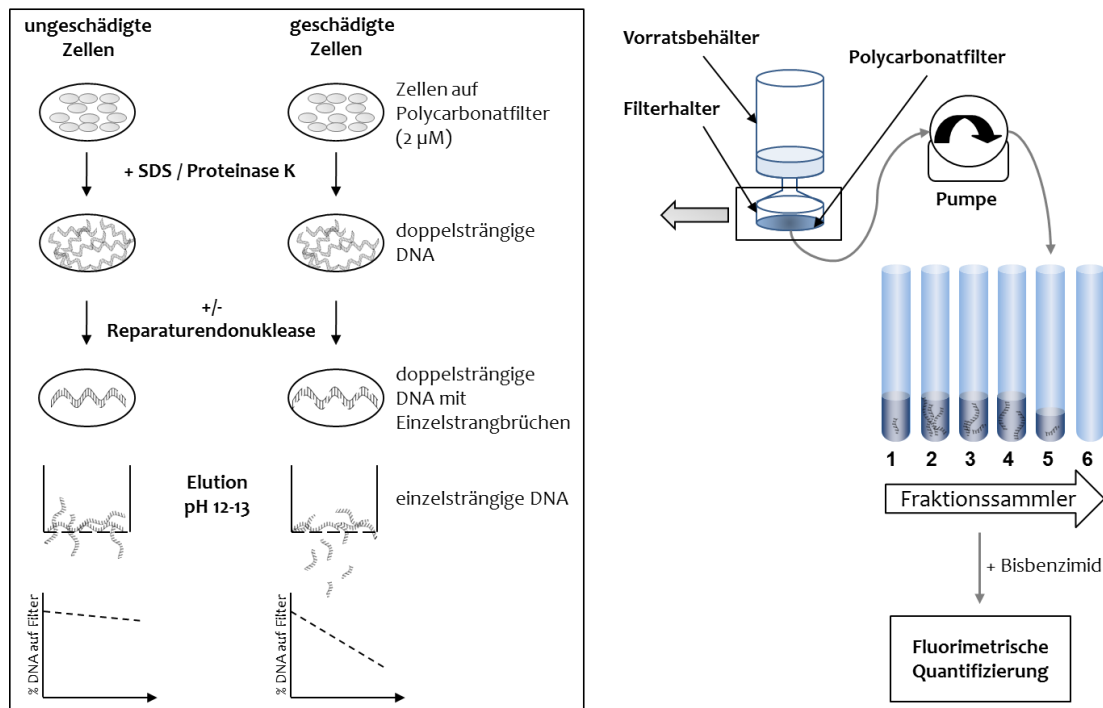 ungeschädigte
Zellen
geschädigte
Zellen
Zellen auf
Polycarbonatfilter
(2 µM)
+ SDS / Proteinase K
doppelsträngige
DNA
+/-
Reparaturendonuklease
doppelsträngige
DNA mit
Einzelstrangbrüchen
Elution
pH 12-13
einzelsträngige DNA
% DNA auf Filter
% DNA auf Filter
Vorratsbehälter
Polycarbonatfilter
Filterhalter
Pumpe
1 2 3 4 5 6
Fraktionssammler
+ Bisbenzimid
Fluorimetrische
Quantifizierung